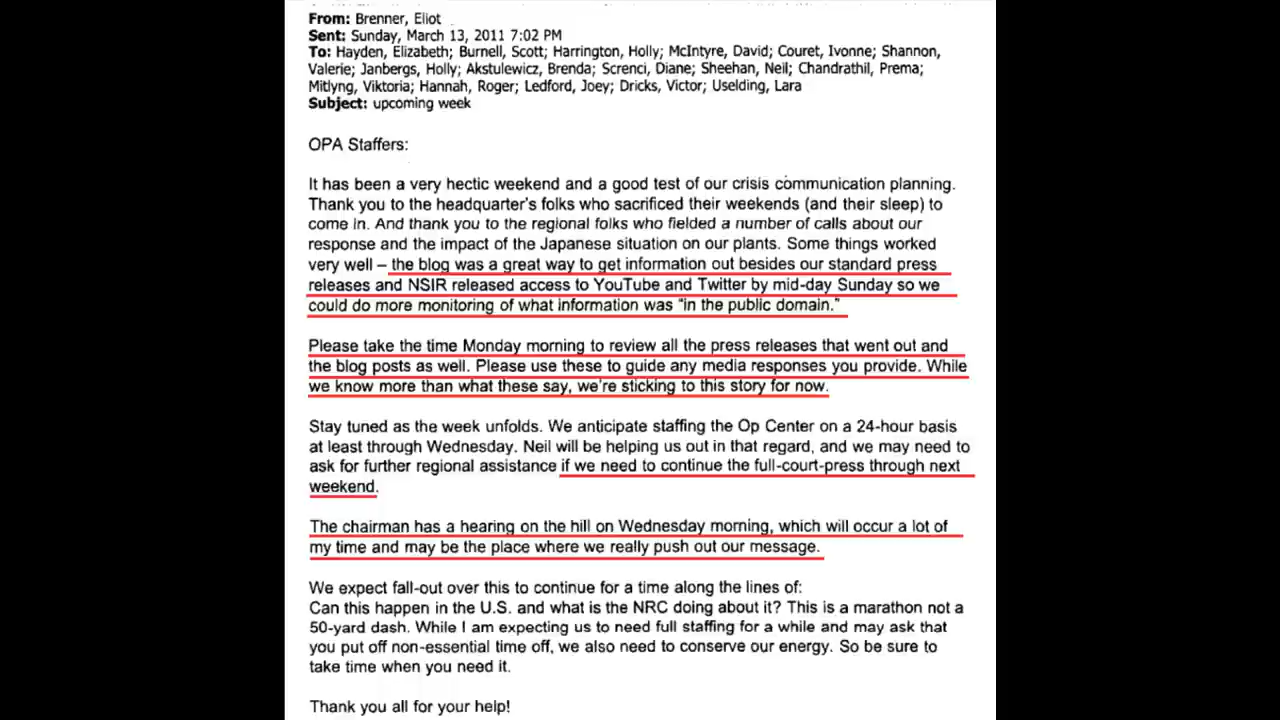 From: Brenner, Eliot
Sent: Sunday, March 13, 2011 7:02 PM
To: Hayden, Elizabeth; Burnell, Scott; Harrington, Holly; McIntyre, David; Couret, Ivonne; Shannon,
Valerie; Janbergs, Holly; Akstulewicz, Brenda; Screnci, Diane; Sheehan, Neil; Chandrathil, Prema;
Mitlyng, Viktoria; Hannah, Roger; Ledford, Joey; Dricks, Victor; Uselding, Lara
Subject: upcoming week
OPA Staffers:
It has been a very hectic weekend and a good test of our crisis communication planning.
Thank you to the headquarter's folks who sacrificed their weekends (and their sleep) to
come in. And thank you to the regional folks who fielded a number of calls about our
response and the impact of the Japanese situation on our plants. Some things worked
very well – the blog was a great way to get information out besides our standard press
releases and NSIR released access to YouTube and Twitter by mid-day Sunday so we
could do more monitoring of what information was "in the public domain."
Please take the time Monday morning to review all the press releases that went out and
the blog posts as well. Please use these to guide any media responses you provide. While
we know more than what these say, we're sticking to this story for now.
Stay tuned as the week unfolds. We anticipate staffing the Op Center on a 24-hour basis
at least through Wednesday. Neil will be helping us out in that regard, and we may need to
ask for further regional assistance if we need to continue the full-court-press through next
weekend.
The chairman has a hearing on the hill on Wednesday morning, which will occur a lot of
my time and may be the place where we really push out our message.
We expect fall-out over this to continue for a time along the lines of:
Can this happen in the U.S. and what is the NRC doing about it? This is a marathon not a
50-yard dash. While I am expecting us to need full staffing for a while and may ask that
you put off non-essential time off, we also need to conserve our energy. So be sure to
take time when you need it.
Thank you all for your help!